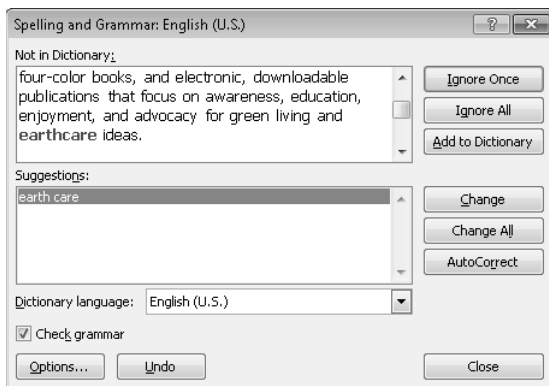 Spelling and Grammar: English (U.S.)
Not in Dictionary:
four-color books, and electronic, downloadable
publications that focus on awareness, education,
enjoyment, and advocacy for green living and
earthcare ideas.
Ignore Once
Ignore All
Add to Dictionary
Suggestions:
earth care
Change
Change All
AutoCorrect
Dictionary language: English (U.S.)
Check grammar
Options... Undo Close